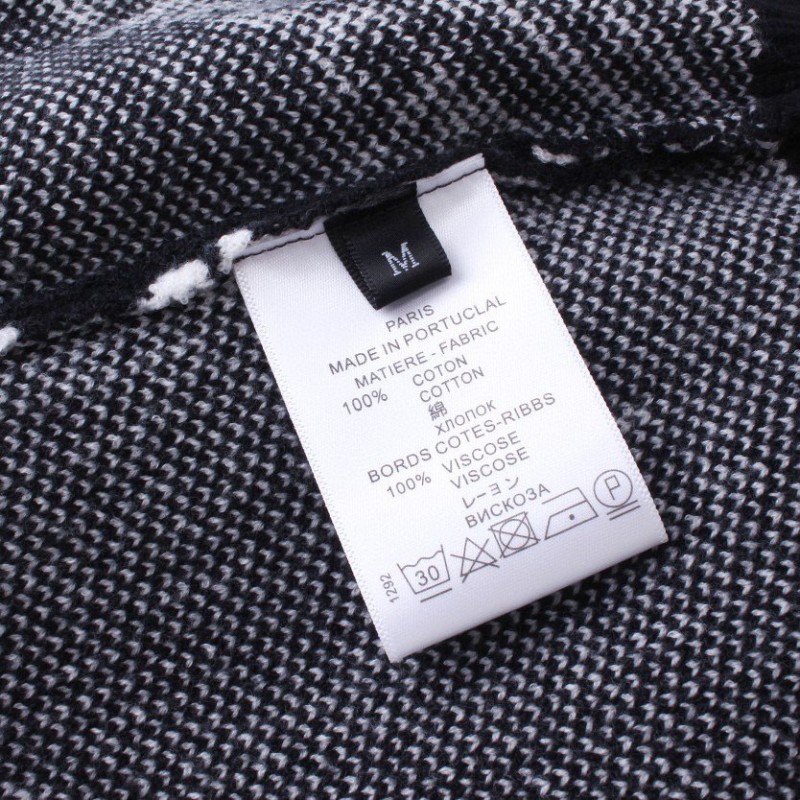 PARIS
MADE IN PORTUCLAL
MATIERE - FABRIC
100% COTON
COTTON
綿
ХЛОПОК
BORDS COTES-RIBBS
100% VISCOSE
VISCOSE
レーヨン
ВИСКОЗА
30
P
1292